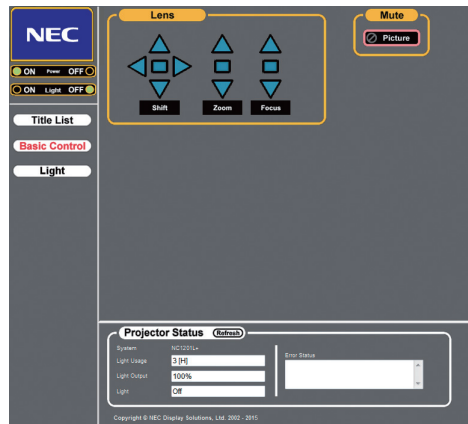 NEC
ON Power OFF
ON Light OFF
Title List
Basic Control
Light
Lens
Shift
Zoom
Focus
Mute
Picture
Projector Status (Refresh)
System NC1201L+
Light Usage 3 [H]
Light Output 100%
Light Off
Error Status
Copyright © NEC Display Solutions, Ltd. 2002 - 2015